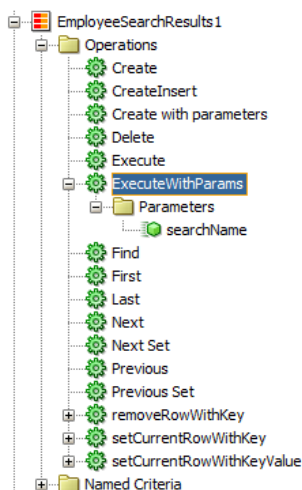 EmployeeSearchResults1
Operations
Create
CreateInsert
Create with parameters
Delete
Execute
ExecuteWithParams
Parameters
searchName
Find
First
Last
Next
Next Set
Previous
Previous Set
removeRowWithKey
setCurrentRowWithKey
setCurrentRowWithKeyValue
Named Criteria